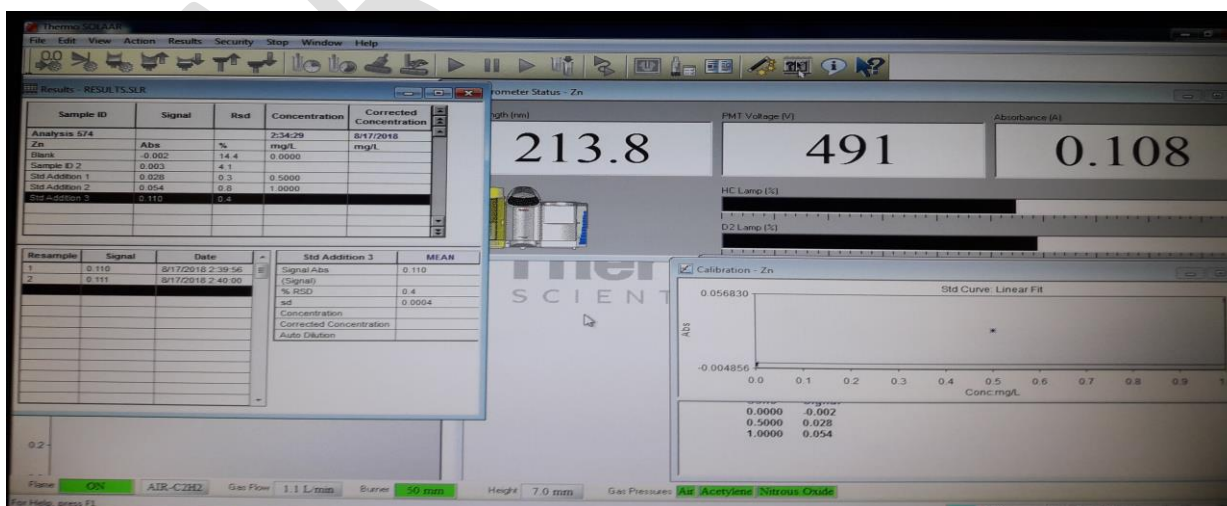 Thermo SOLAAR
File Edit View Action Results Security Stop Window Help
Results - RESULTS.SLR
Sample ID Signal Rsd Concentration Corrected Concentration
Analysis 574 2:34:29 8/17/2018
Zn Abs % mg/L mg/L
Blank -0.002 14.4 0.0000
Sample ID 2 0.003 4.1
Std Addition 1 0.028 0.3 0.5000
Std Addition 2 0.054 0.8 1.0000
Std Addition 3 0.110 0.4
rometer Status - Zn
ngth (nm) PMT Voltage (V) Absorbance (A)
213.8 491 0.108
HC Lamp (%)
D2 Lamp (%)
Resample Signal Date
1 0.110 8/17/2018 2:39:56
2 0.111 8/17/2018 2:40:00
Std Addition 3 MEAN
Signal Abs 0.110
(Signal)
% RSD 0.4
sd 0.0004
Concentration
Corrected Concentration
Auto Dilution
SCIENT
Calibration - Zn
Std Curve: Linear Fit
0.056830
Abs
-0.004856
0.0 0.1 0.2 0.3 0.4 0.5 0.6 0.7 0.8 0.9 1
Conc:mg/L
0.0000 -0.002
0.5000 0.028
1.0000 0.054
0.2
Flame ON AIR-C2H2 Gas Flow 1.1 L/min Burner 50 mm Height 7.0 mm Gas Pressures Air Acetylene Nitrous Oxide
For Help, press F1